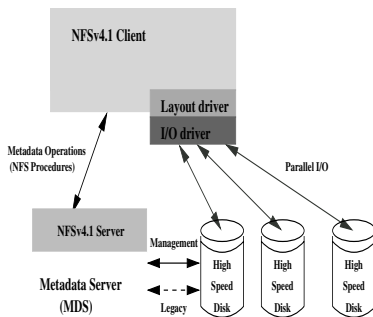 NFSv4.1 Client
Layout driver
I/O driver
Metadata Operations
(NFS Procedures)
Parallel I/O
NFSv4.1 Server
Management
Metadata Server
(MDS)
Legacy
High
Speed
Disk
High
Speed
Disk
High
Speed
Disk